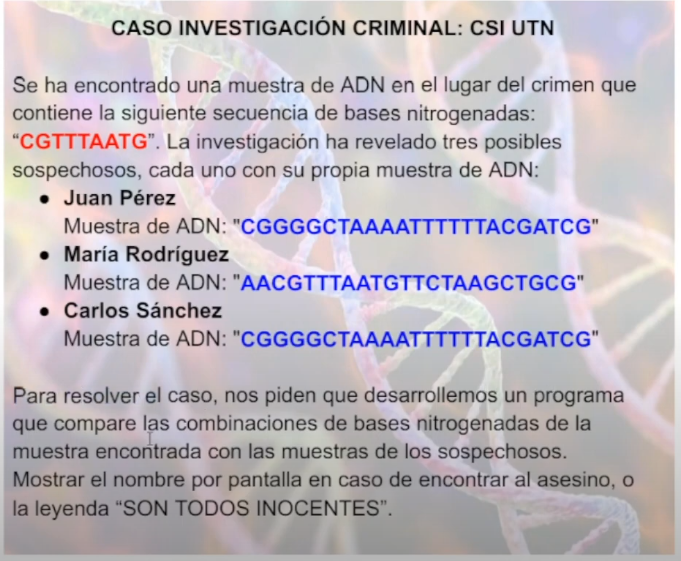 CASO INVESTIGACIÓN CRIMINAL: CSI UTN
Se ha encontrado una muestra de ADN en el lugar del crimen que
contiene la siguiente secuencia de bases nitrogenadas:
“CGTTTAATG”. La investigación ha revelado tres posibles
sospechosos, cada uno con su propia muestra de ADN:
● Juan Pérez
Muestra de ADN: "CGGGGCTAAAATTTTTTACGATCG"
● María Rodríguez
Muestra de ADN: "AACGTTTAATGTTCTAAGCTGCG"
● Carlos Sánchez
Muestra de ADN: "CGGGGCTAAAATTTTTTACGATCG"
Para resolver el caso, nos piden que desarrollemos un programa
que compare las combinaciones de bases nitrogenadas de la
muestra encontrada con las muestras de los sospechosos.
Mostrar el nombre por pantalla en caso de encontrar al asesino, o
la leyenda “SON TODOS INOCENTES”.